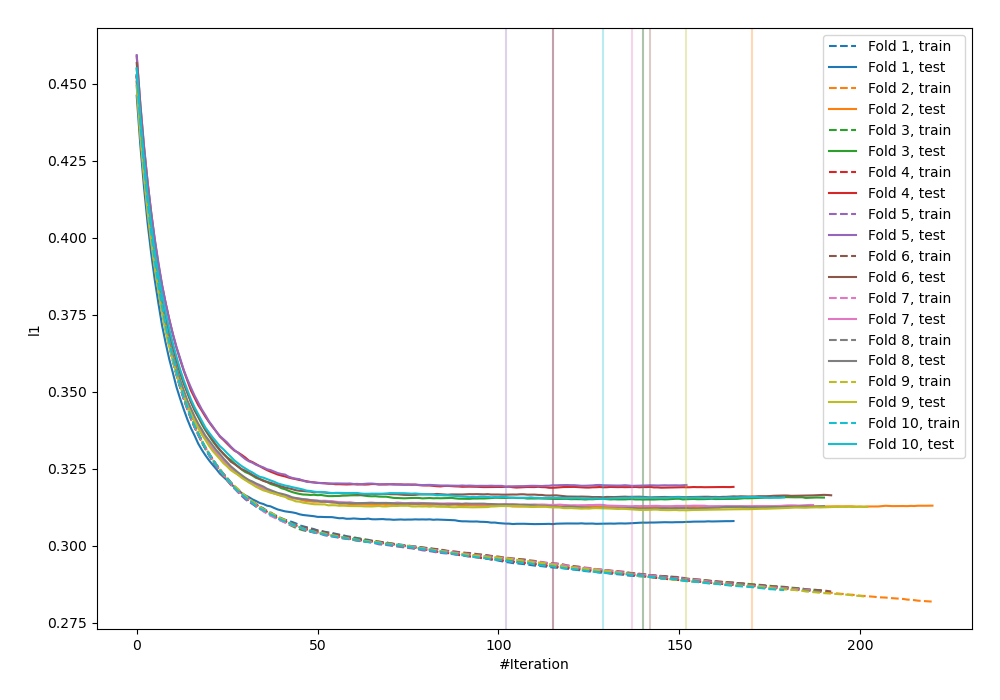 0.450
0.425
0.400
0.375
0.350
0.325
0.300
0.275
l1
0
50
100
150
200
#Iteration
Fold 1, train
Fold 1, test
Fold 2, train
Fold 2, test
Fold 3, train
Fold 3, test
Fold 4, train
Fold 4, test
Fold 5, train
Fold 5, test
Fold 6, train
Fold 6, test
Fold 7, train
Fold 7, test
Fold 8, train
Fold 8, test
Fold 9, train
Fold 9, test
Fold 10, train
Fold 10, test